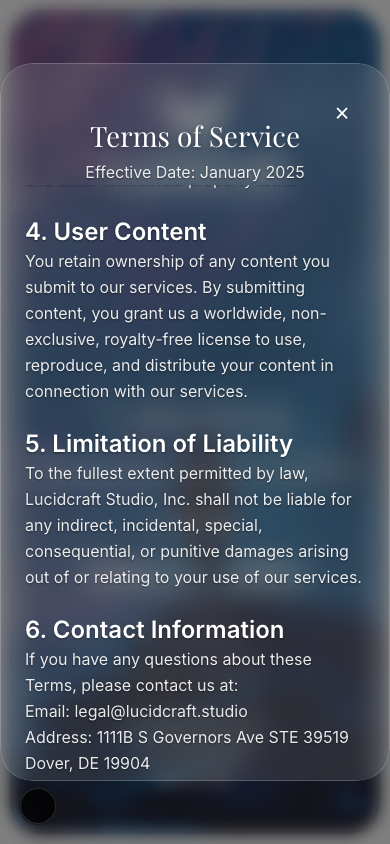 Terms of Service
Effective Date: January 2025
4. User Content
You retain ownership of any content you
submit to our services. By submitting
content, you grant us a worldwide, non-
exclusive, royalty-free license to use,
reproduce, and distribute your content in
connection with our services.
5. Limitation of Liability
To the fullest extent permitted by law,
Lucidcraft Studio, Inc. shall not be liable for
any indirect, incidental, special,
consequential, or punitive damages arising
out of or relating to your use of our services.
6. Contact Information
If you have any questions about these
Terms, please contact us at:
Email: legal@lucidcraft.studio
Address: 1111B S Governors Ave STE 39519
Dover, DE 19904